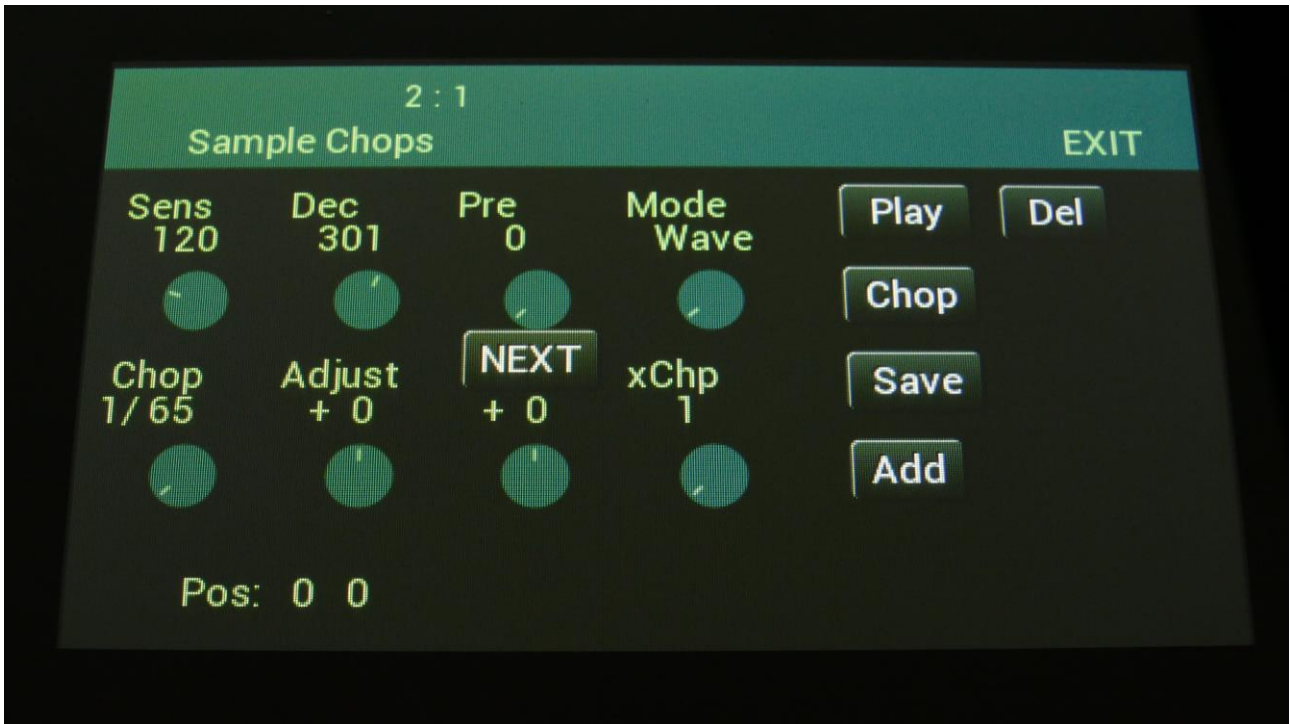 2 : 1
Sample Chops EXIT
Sens Dec Pre Mode Play Del
120 301 0 Wave
Chop
NEXT
Chop Adjust xChp Save
1/ 65 + 0 + 0 1
Add
Pos: 0 0